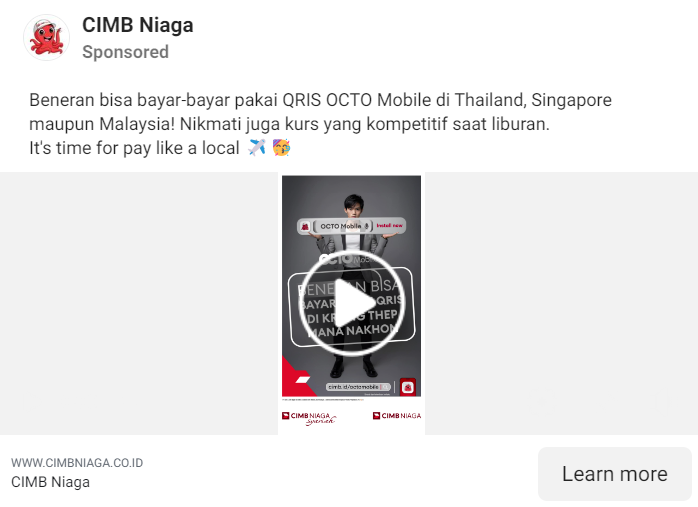 CIMB Niaga
Sponsored
Beneran bisa bayar-bayar pakai QRIS OCTO Mobile di Thailand, Singapore
maupun Malaysia! Nikmati juga kurs yang kompetitif saat liburan.
It's time for pay like a local ✈️ 🥳
OCTO Mobile
Install now
OCTO Mobile
BENERAN BISA
BAYAR QRIS
DI THEP
MANA NAKHON
cimb.id/octomobile
CIMB NIAGA
Syariah
CIMB NIAGA
WWW.CIMBNIAGA.CO.ID
CIMB Niaga
Learn more